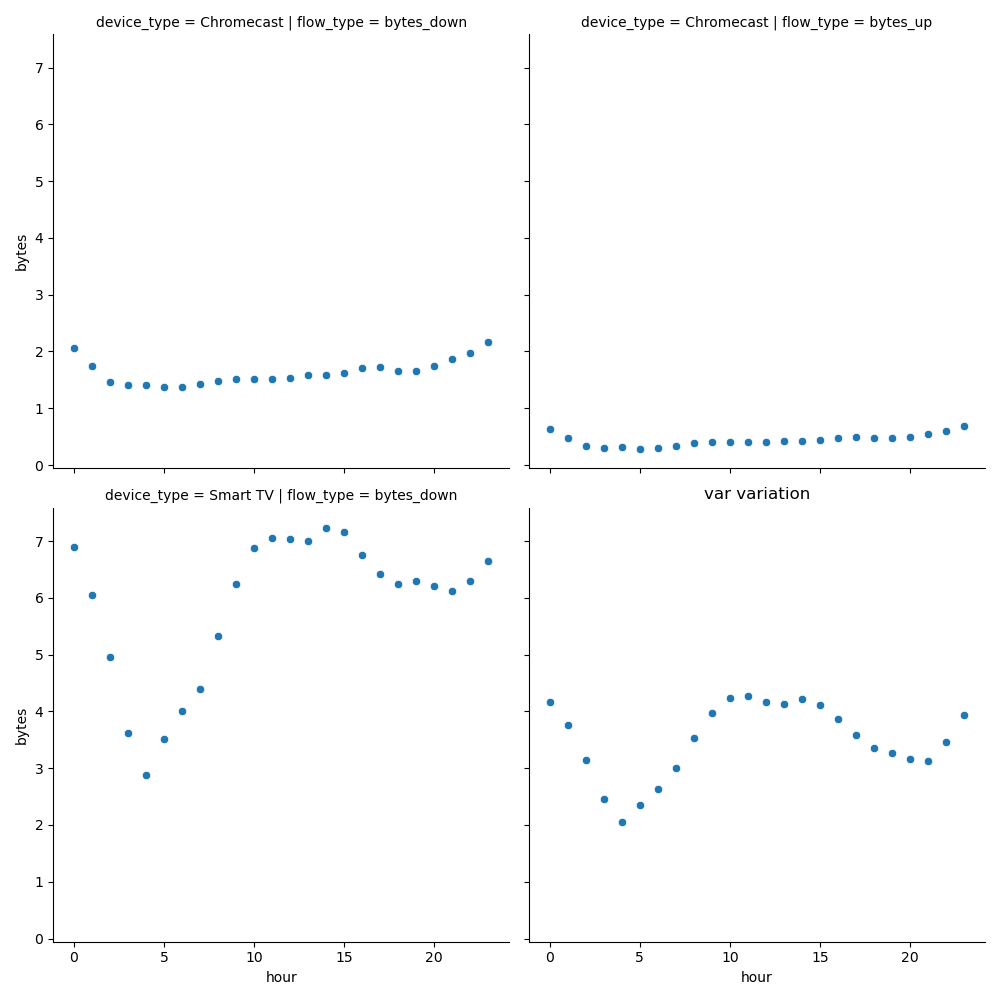 device_type = Chromecast | flow_type = bytes_down
device_type = Chromecast | flow_type = bytes_up
7
6
5
4
3
2
1
0
bytes
device_type = Smart TV | flow_type = bytes_down
var variation
7
6
5
4
3
2
1
0
bytes
0 5 10 15 20
0 5 10 15 20
hour
hour